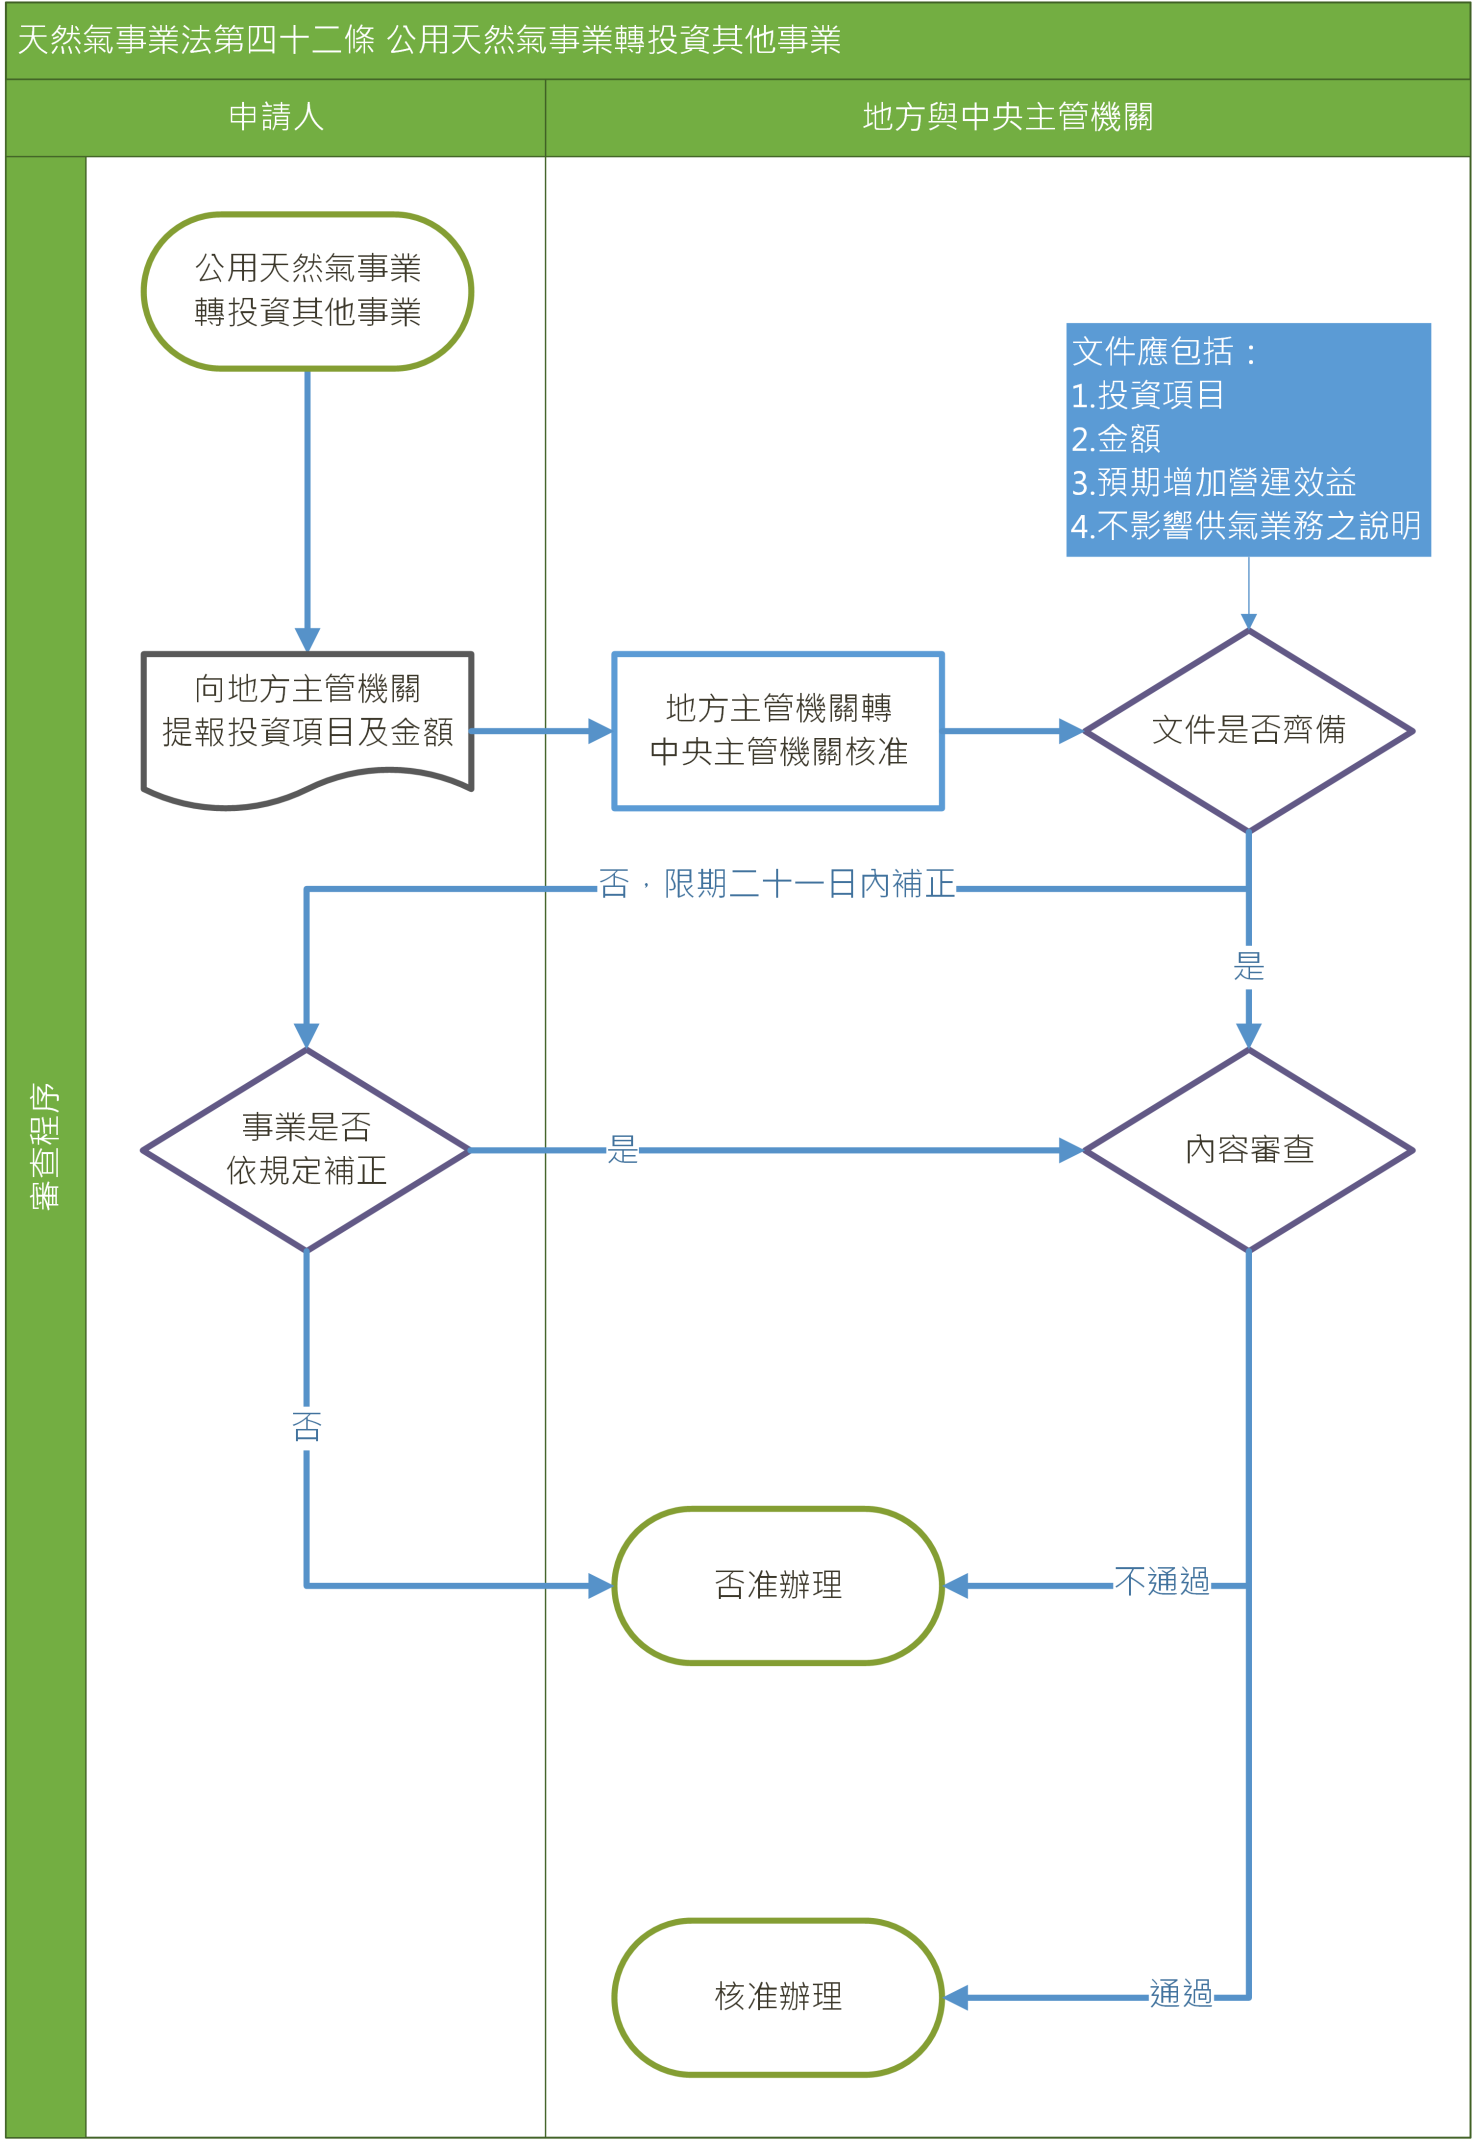 天然氣事業法第四十二條 公用天然氣事業轉投資其他事業
申請人
地方與中央主管機關
審查程序
公用天然氣事業
轉投資其他事業
文件應包括：
1.投資項目
2.金額
3.預期增加營運效益
4.不影響供氣業務之說明
向地方主管機關
提報投資項目及金額
地方主管機關轉
中央主管機關核准
文件是否齊備
否，限期二十一日內補正
是
事業是否
依規定補正
是
內容審查
否
否准辦理
不通過
核准辦理
通過